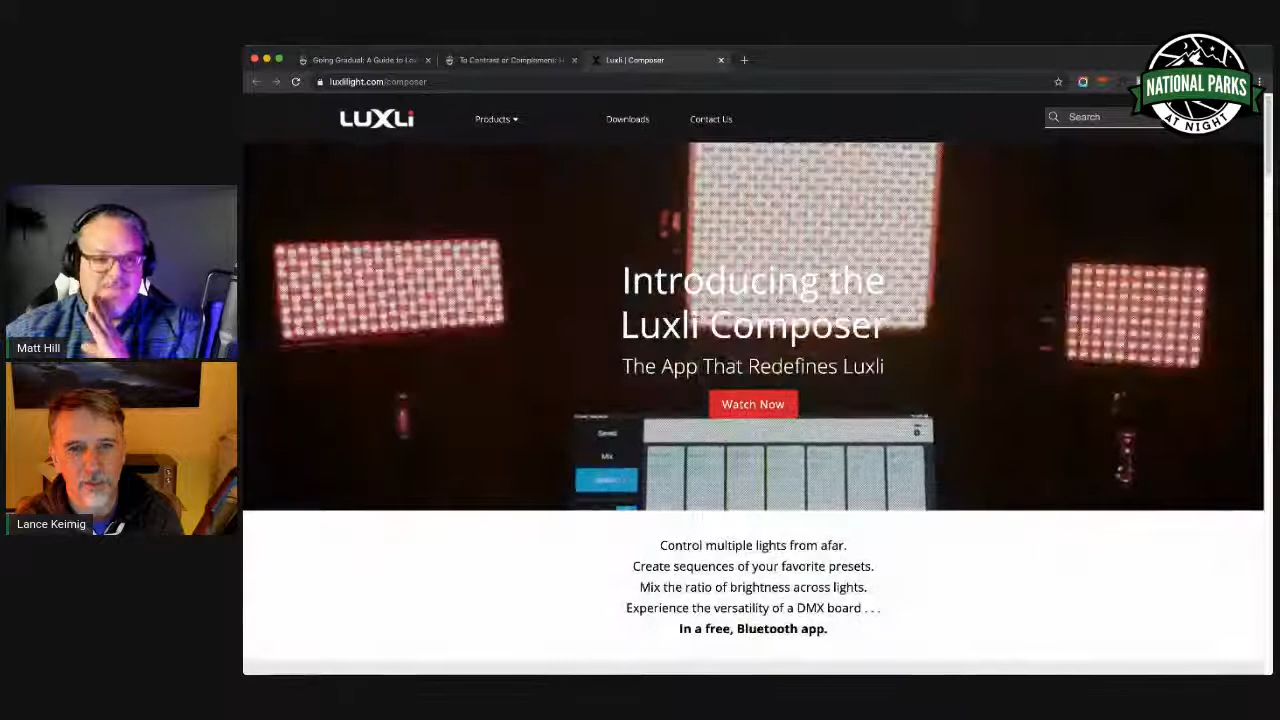 Going Gradual: A Guide to Lo
To Contrast or Complement: H
Luxli | Composer
luxlilight.com/composer
NATIONAL PARKS
AT NIGHT
LUXLi
Products
Downloads
Contact Us
Search
Introducing the
Luxli Composer
The App That Redefines Luxli
Watch Now
Saved
Mix
Matt Hill
Lance Keimig
Control multiple lights from afar.
Create sequences of your favorite presets.
Mix the ratio of brightness across lights.
Experience the versatility of a DMX board . . .
In a free, Bluetooth app.